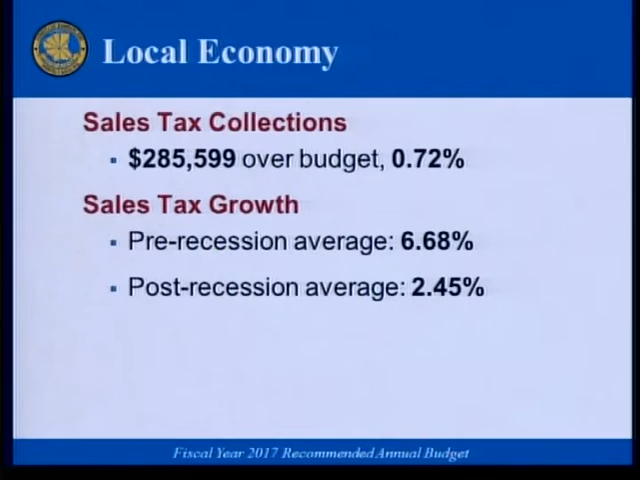 Local Economy
Sales Tax Collections
▪ $285,599 over budget, 0.72%
Sales Tax Growth
▪ Pre-recession average: 6.68%
▪ Post-recession average: 2.45%
Fiscal Year 2017 Recommended Annual Budget